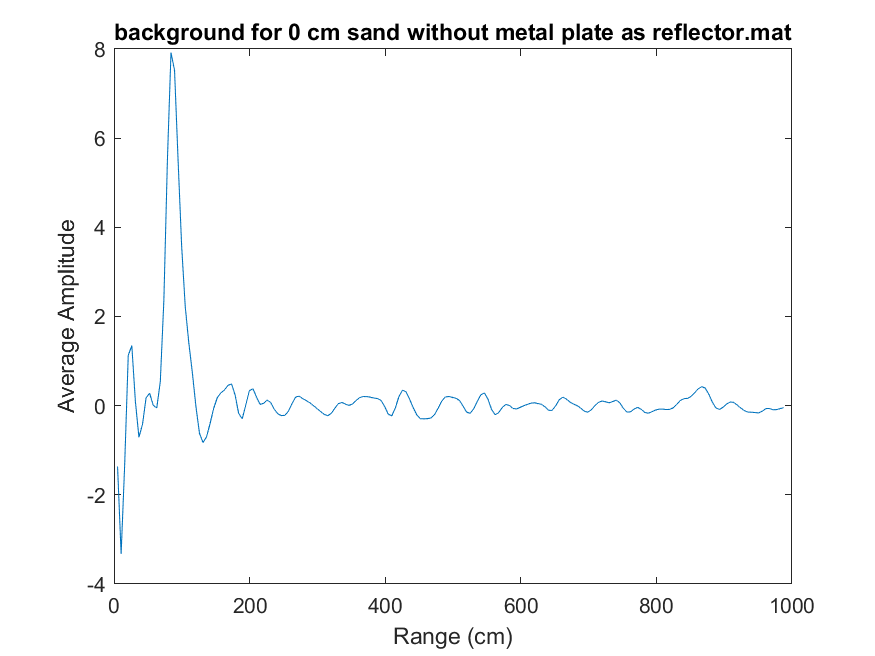 background for 0 cm sand without metal plate as reflector.mat
8
6
4
2
0
-2
-4
Average Amplitude
0 200 400 600 800 1000
Range (cm)